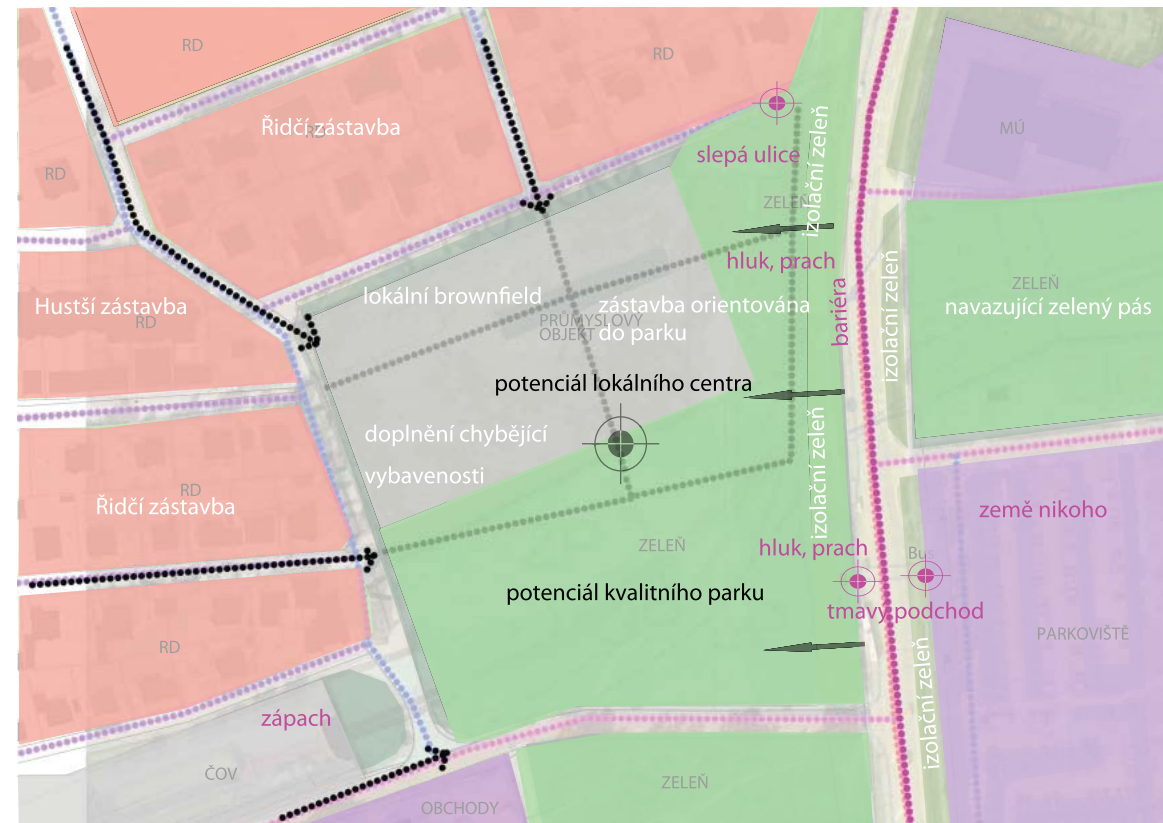 RD
RD
Řidčí zástavba
RD
MÚ
slepá ulice
izolační zeleň
RD
ZELEŇ
hluk, prach
ZELEŇ
Hustší zástavba
RD
lokální brownfield
zástavba orientována
do parku
PRŮMYSLOVÝ
OBJEKT
bariéra
izolační zeleň
navazující zelený pás
potenciál lokálního centra
doplnění chybějící
vybavenosti
izolační zeleň
RD
Řidčí zástavba
země nikoho
ZELEŇ
hluk, prach
Bus
potenciál kvalitního parku
tmavý podchod
PARKOVIŠTĚ
RD
izolační zeleň
zápach
ČOV
ZELEŇ
OBCHODY